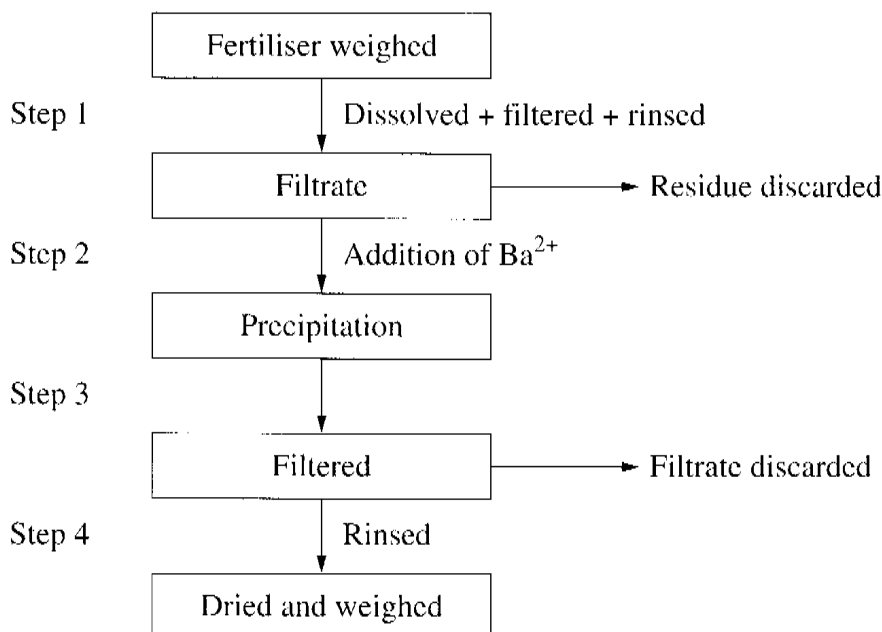 Fertiliser weighed
Step 1 Dissolved + filtered + rinsed
Filtrate Residue discarded
Step 2 Addition of Ba²⁺
Precipitation
Step 3
Filtered Filtrate discarded
Step 4 Rinsed
Dried and weighed